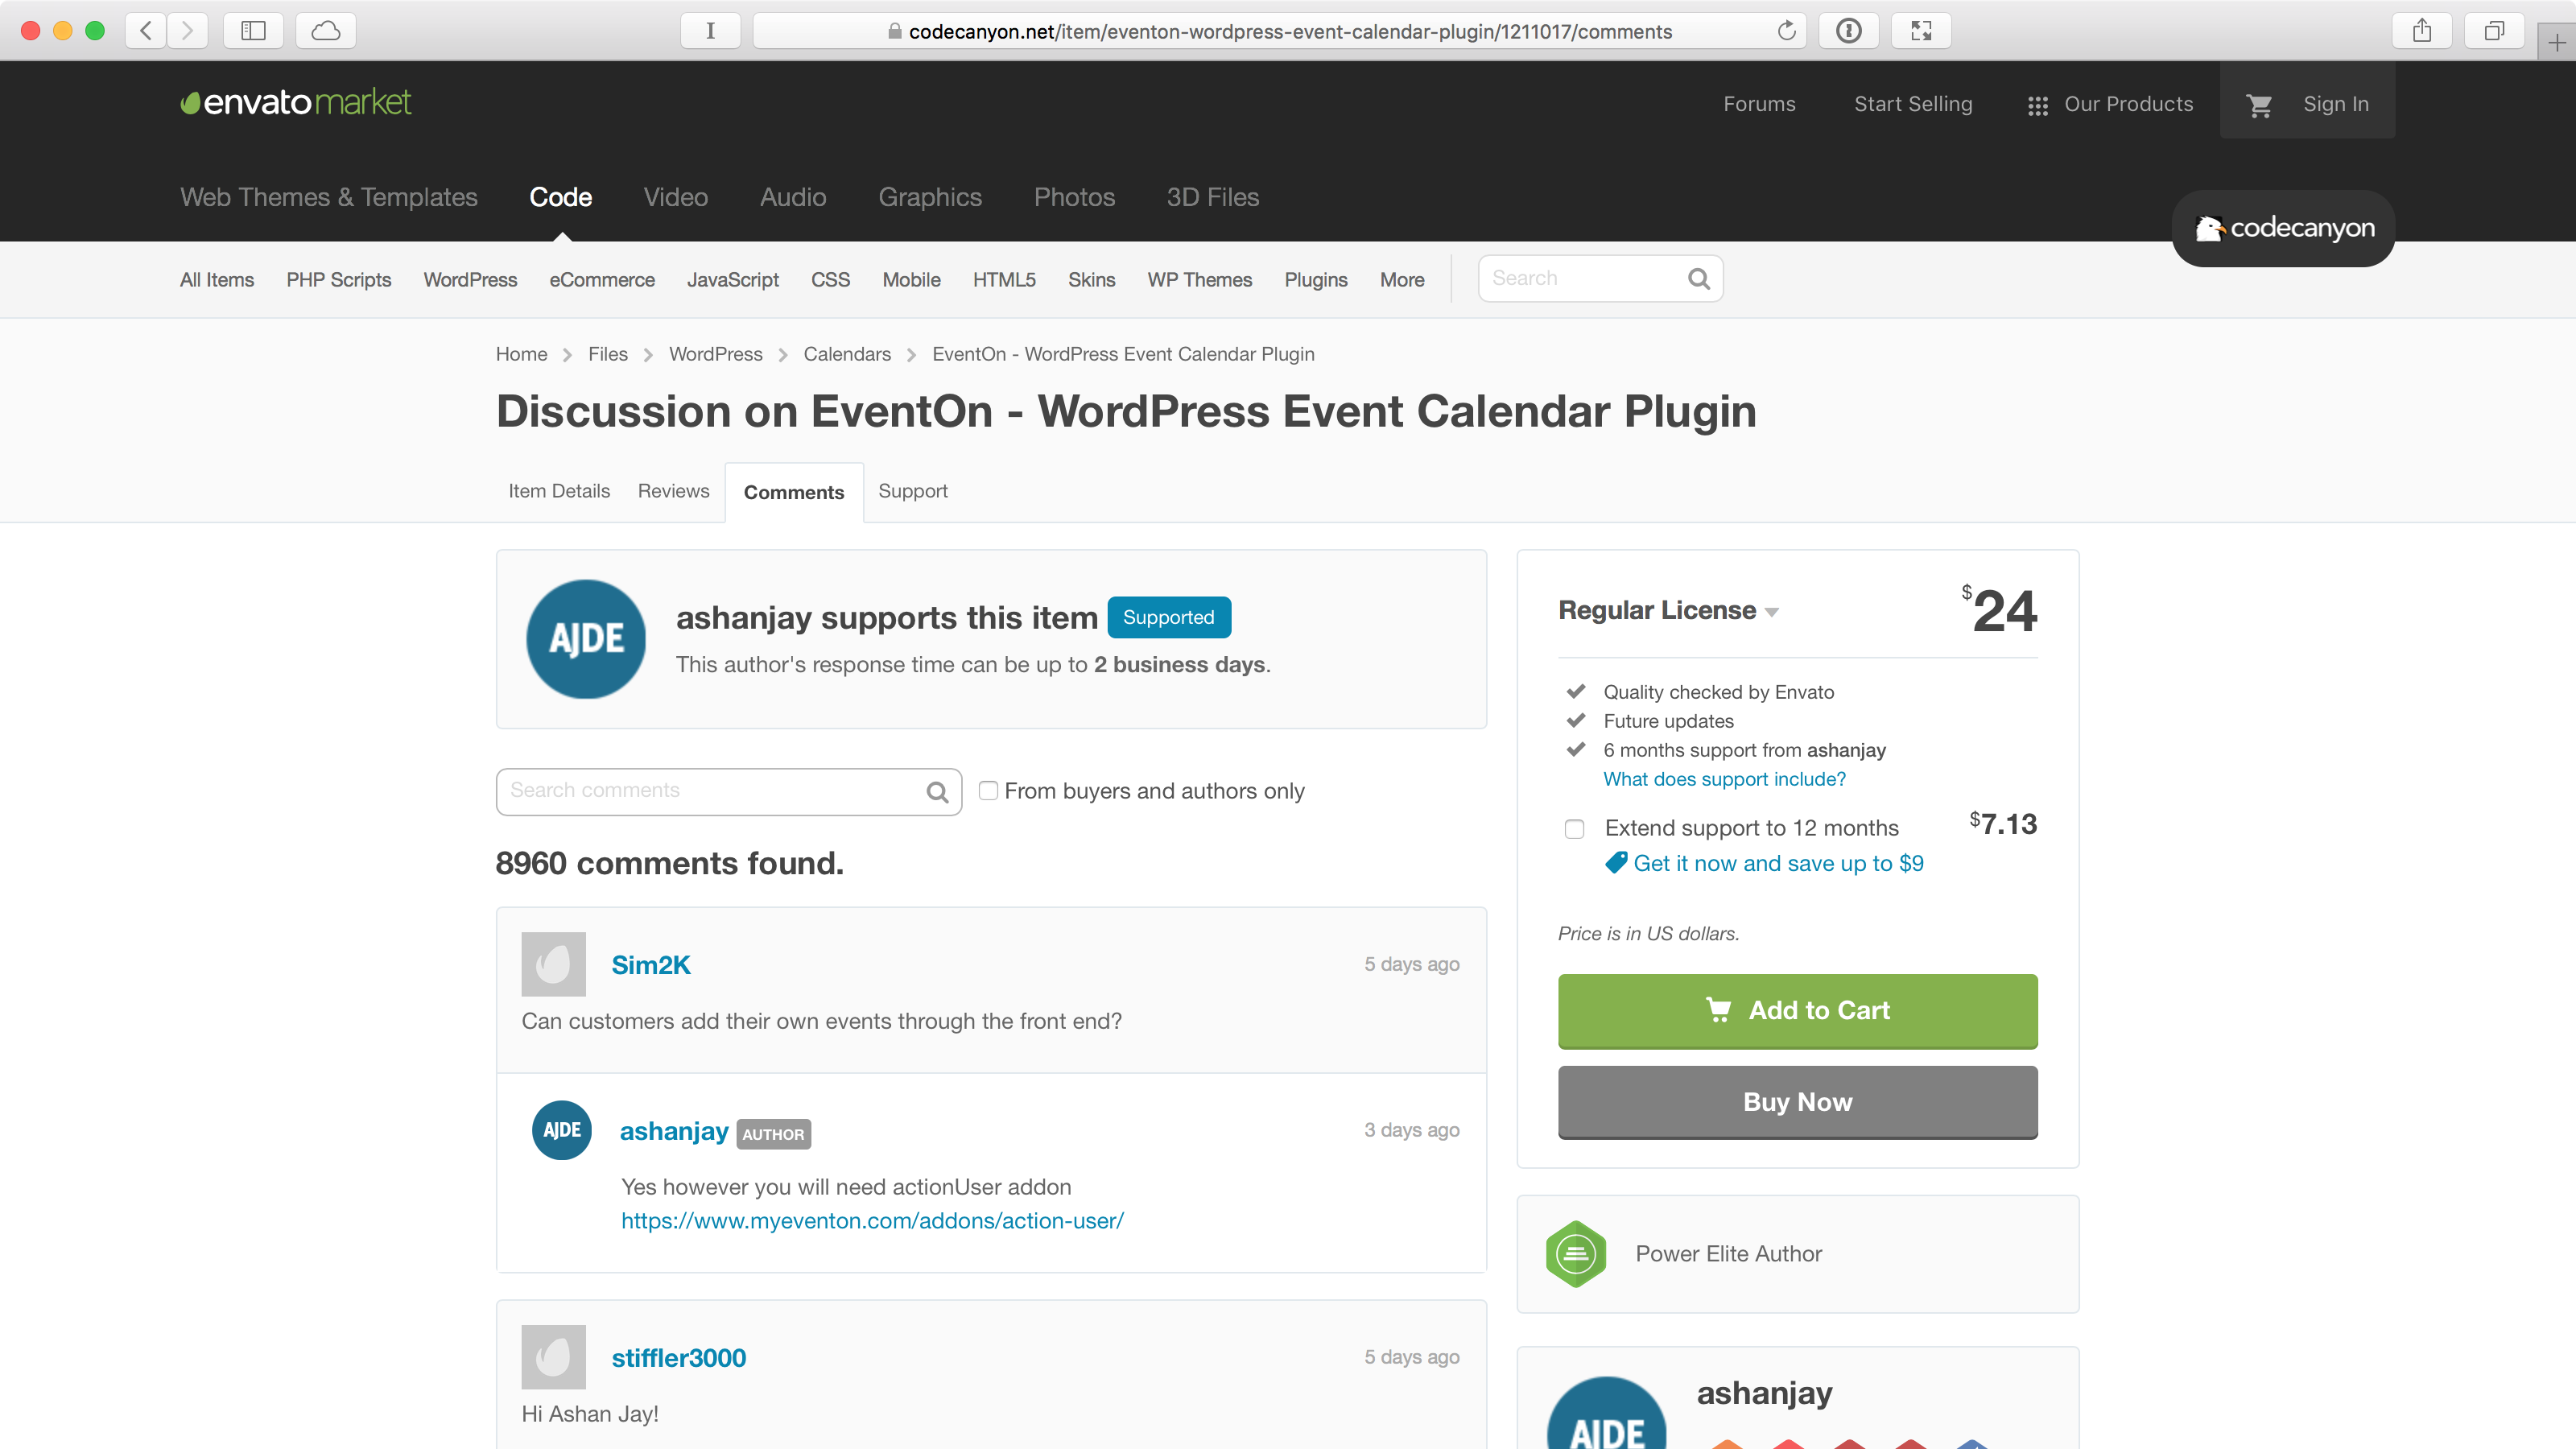 codecanyon.net/item/eventon-wordpress-event-calendar-plugin/1211017/comments
envatomarket
Forums
Start Selling
Our Products
Sign In
Web Themes & Templates
Code
Video
Audio
Graphics
Photos
3D Files
codecanyon
All Items
PHP Scripts
WordPress
eCommerce
JavaScript
CSS
Mobile
HTML5
Skins
WP Themes
Plugins
More
Search
Home
Files
WordPress
Calendars
EventOn - WordPress Event Calendar Plugin
Discussion on EventOn - WordPress Event Calendar Plugin
Item Details
Reviews
Comments
Support
AJDE
ashanjay supports this item
Supported
This author's response time can be up to 2 business days.
Search comments
From buyers and authors only
8960 comments found.
Sim2K
5 days ago
Can customers add their own events through the front end?
AJDE
ashanjay
AUTHOR
3 days ago
Yes however you will need actionUser addon
https://www.myeventon.com/addons/action-user/
stiffler3000
5 days ago
Hi Ashan Jay!
Regular License
$24
Quality checked by Envato
Future updates
6 months support from ashanjay
What does support include?
Extend support to 12 months
$7.13
Get it now and save up to $9
Price is in US dollars.
Add to Cart
Buy Now
Power Elite Author
AJDE
ashanjay